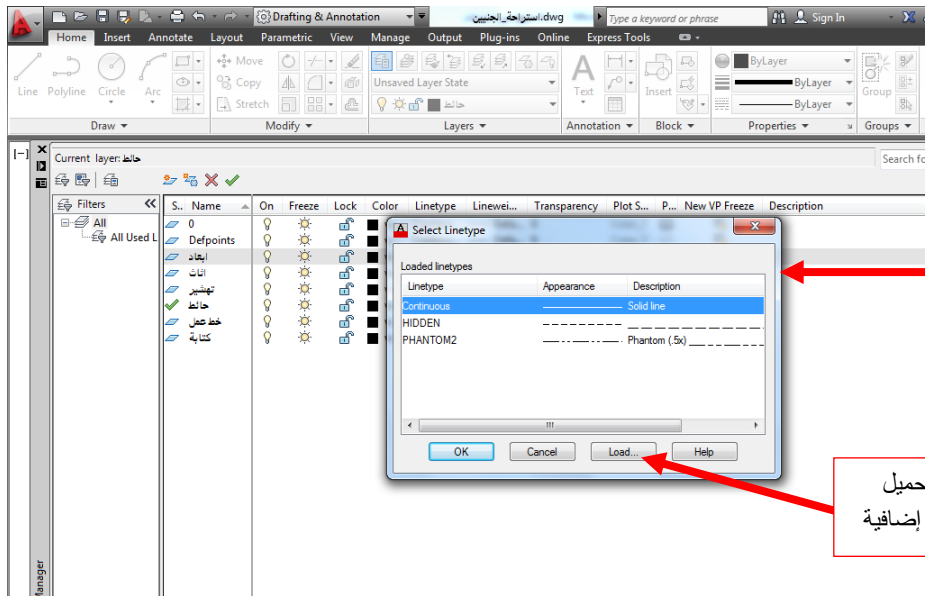 Drafting & Annotation
استراحة_الجنيبين.dwg
Type a keyword or phrase
Sign In
Home Insert Annotate Layout Parametric View Manage Output Plug-ins Online Express Tools
Line Polyline Circle Arc
Move
Copy
Stretch
Unsaved Layer State
حائط
Text
Insert
ByLayer
ByLayer
ByLayer
Group
Draw Modify Layers Annotation Block Properties Groups
[-]
Current layer: حائط
Search fo
Filters
All
All Used L
S.. Name On Freeze Lock Color Linetype Linewei... Transparency Plot S... P... New VP Freeze Description
0
Defpoints
ابعاد
اثاث
تهشير
حائط
خط عمل
كتابة
Select Linetype
Loaded linetypes
Linetype Appearance Description
Continuous Solid line
HIDDEN
PHANTOM2 Phantom (.5x)
OK Cancel Load... Help
حميل
إضافية
Manager